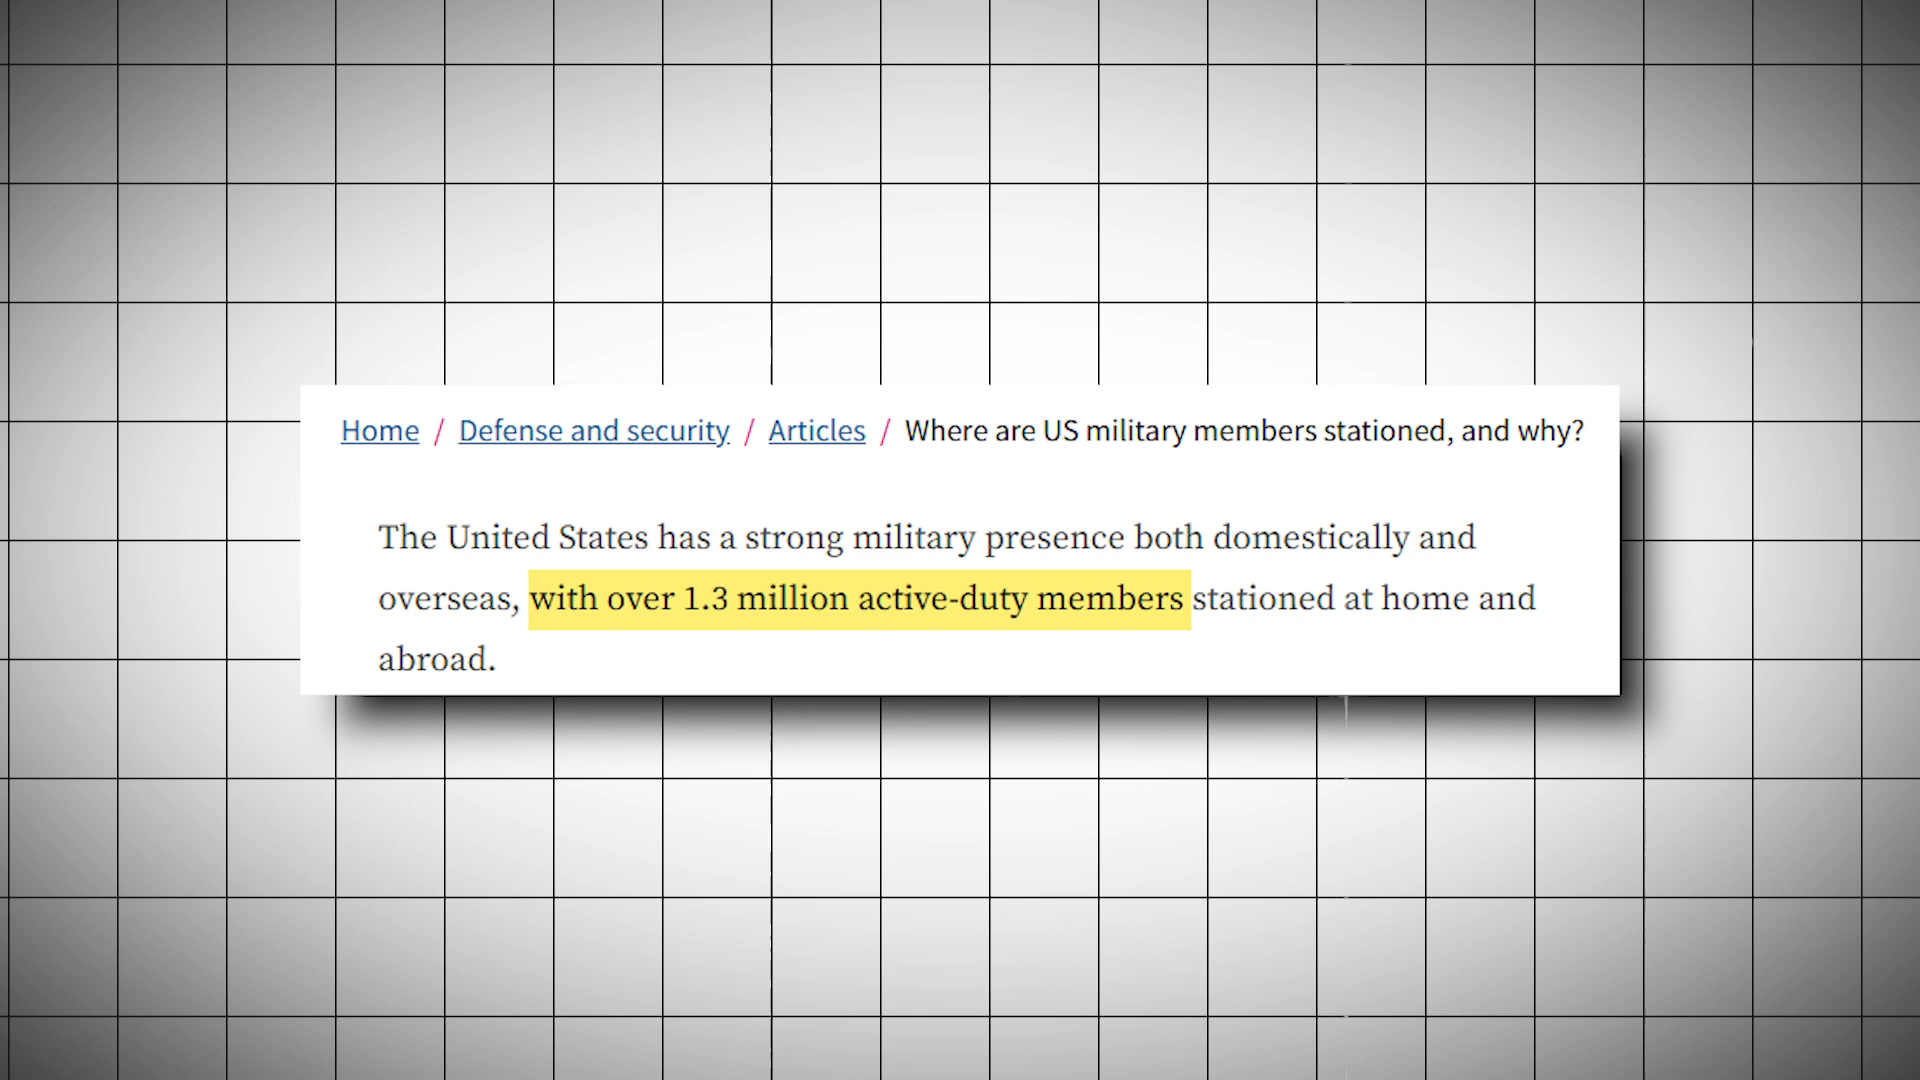 Home / Defense and security / Articles / Where are US military members stationed, and why?
The United States has a strong military presence both domestically and
overseas, with over 1.3 million active-duty members stationed at home and
abroad.